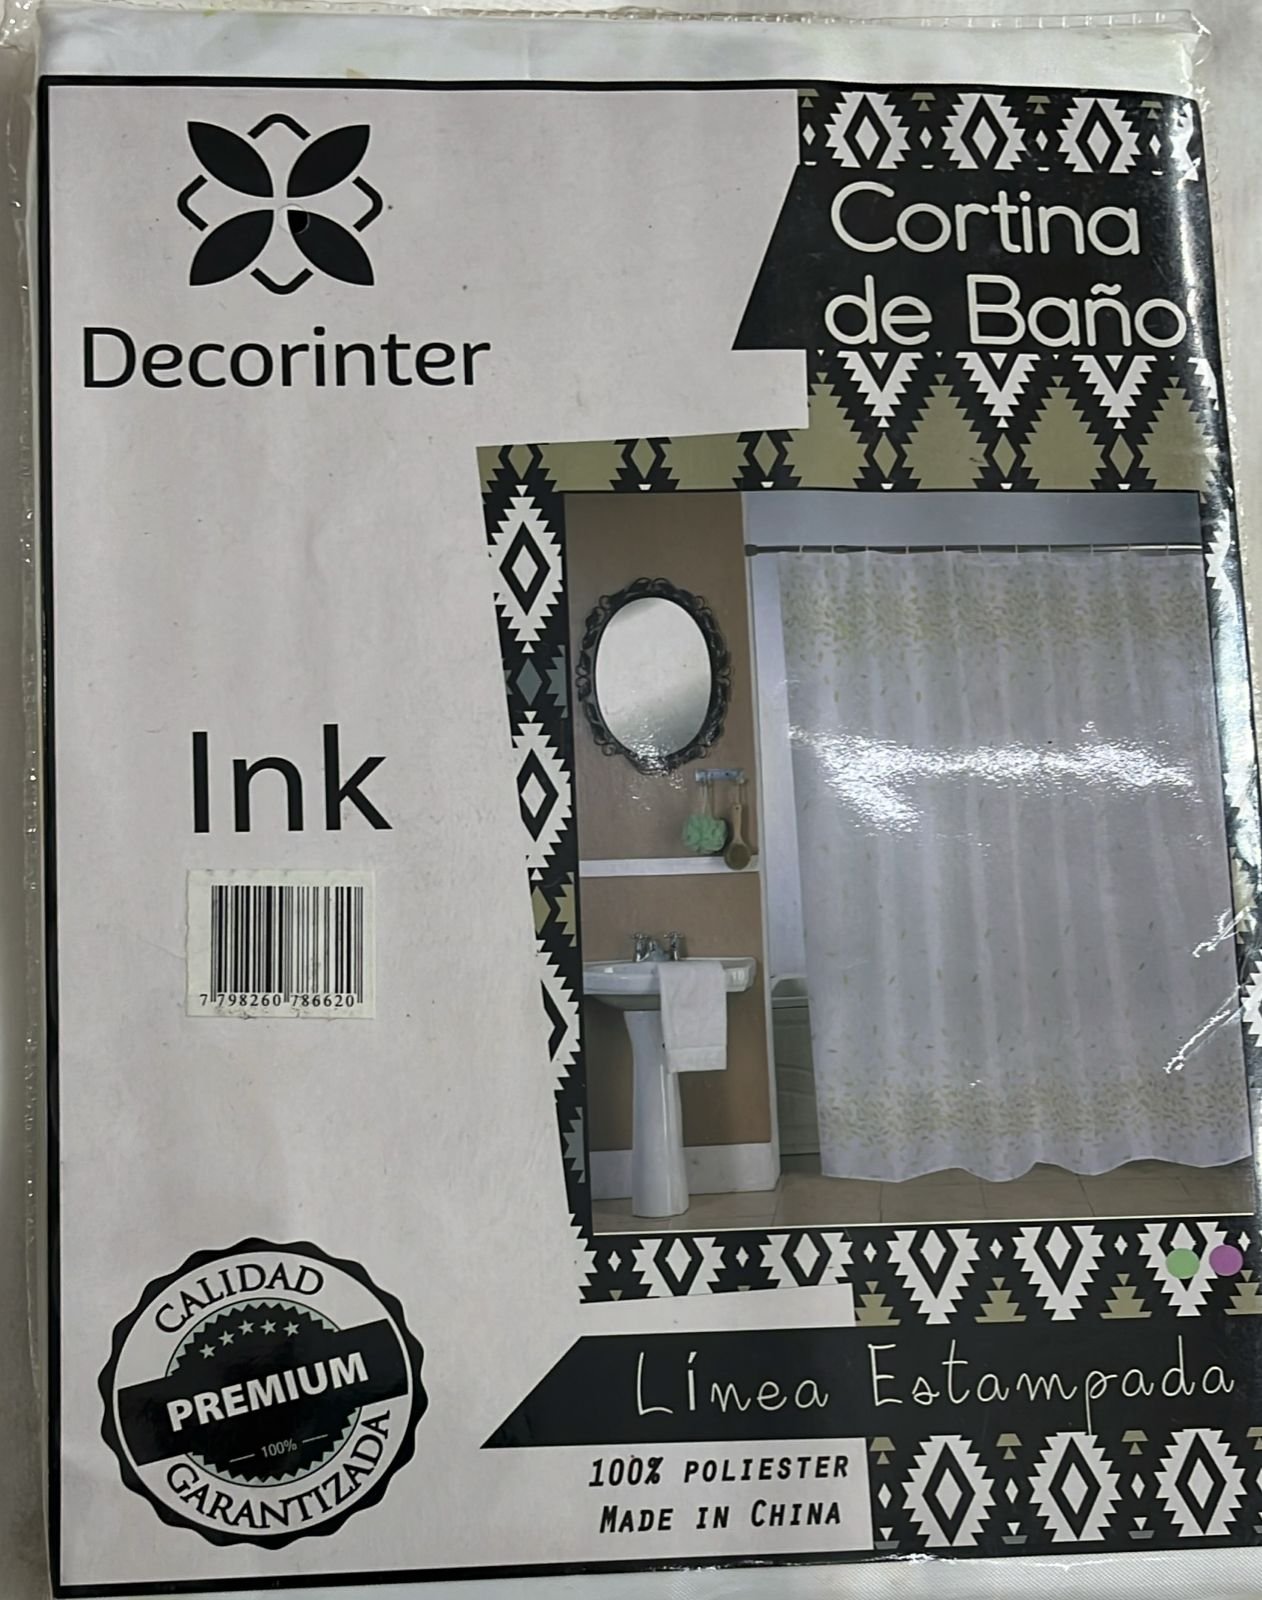 Cortina
de Baño
Decorinter
Ink
7 798260 786620
CALIDAD
PREMIUM
100%
GARANTIZADA
Línea Estampada
100% POLIESTER
MADE IN CHINA